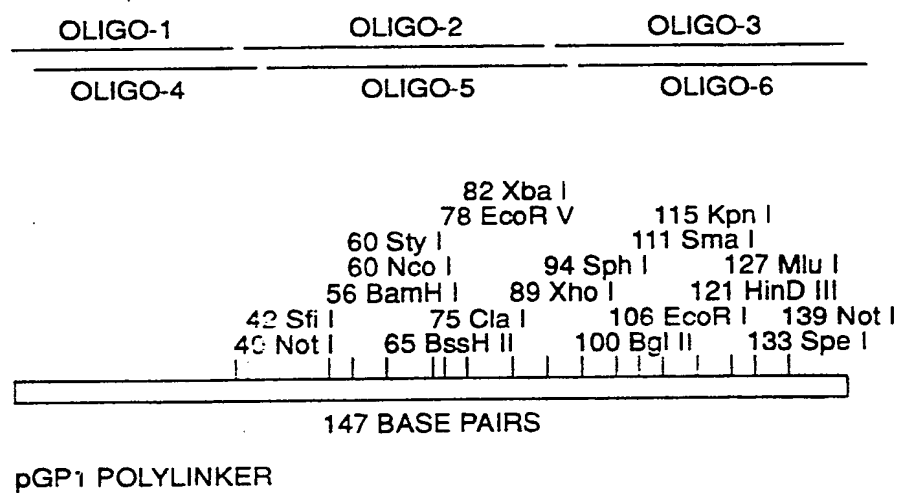 OLIGO-1 OLIGO-2 OLIGO-3
OLIGO-4 OLIGO-5 OLIGO-6
82 Xba I
78 EcoR V 115 Kpn I
60 Sty I 111 Sma I
60 Nco I 94 Sph I 127 Mlu I
56 BamH I 89 Xho I 121 HinD III
42 Sfi I 75 Cla I 106 EcoR I 139 Not I
Not I 65 BssH II 100 Bgl II 133 Spe I
147 BASE PAIRS
pGP1 POLYLINKER